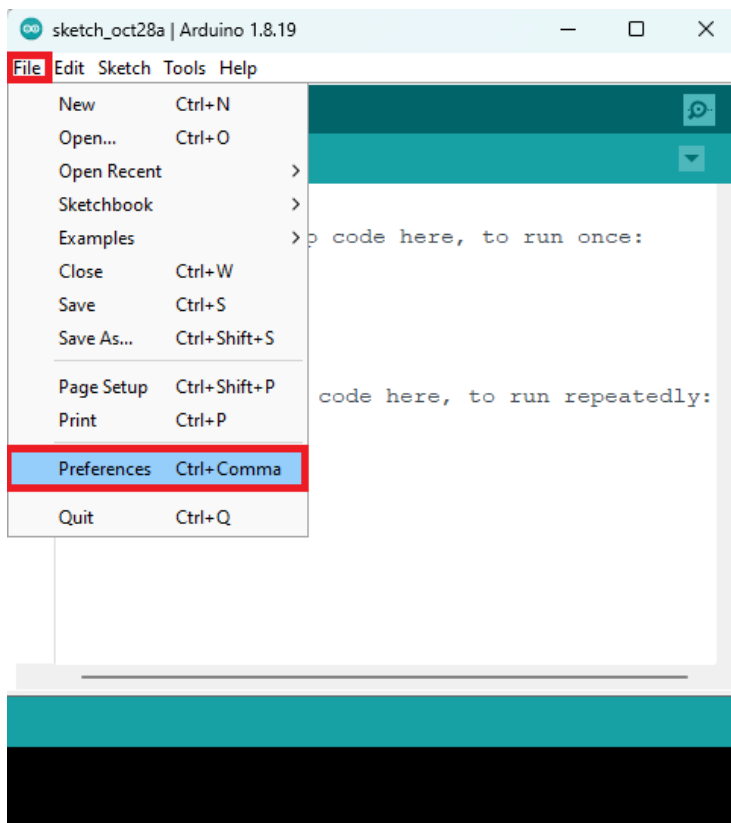 sketch_oct28a | Arduino 1.8.19
File Edit Sketch Tools Help
New Ctrl+N
Open... Ctrl+O
Open Recent
Sketchbook
Examples
Close Ctrl+W
Save Ctrl+S
Save As... Ctrl+Shift+S
Page Setup Ctrl+Shift+P
Print Ctrl+P
Preferences Ctrl+Comma
Quit Ctrl+Q
code here, to run once:
code here, to run repeatedly: